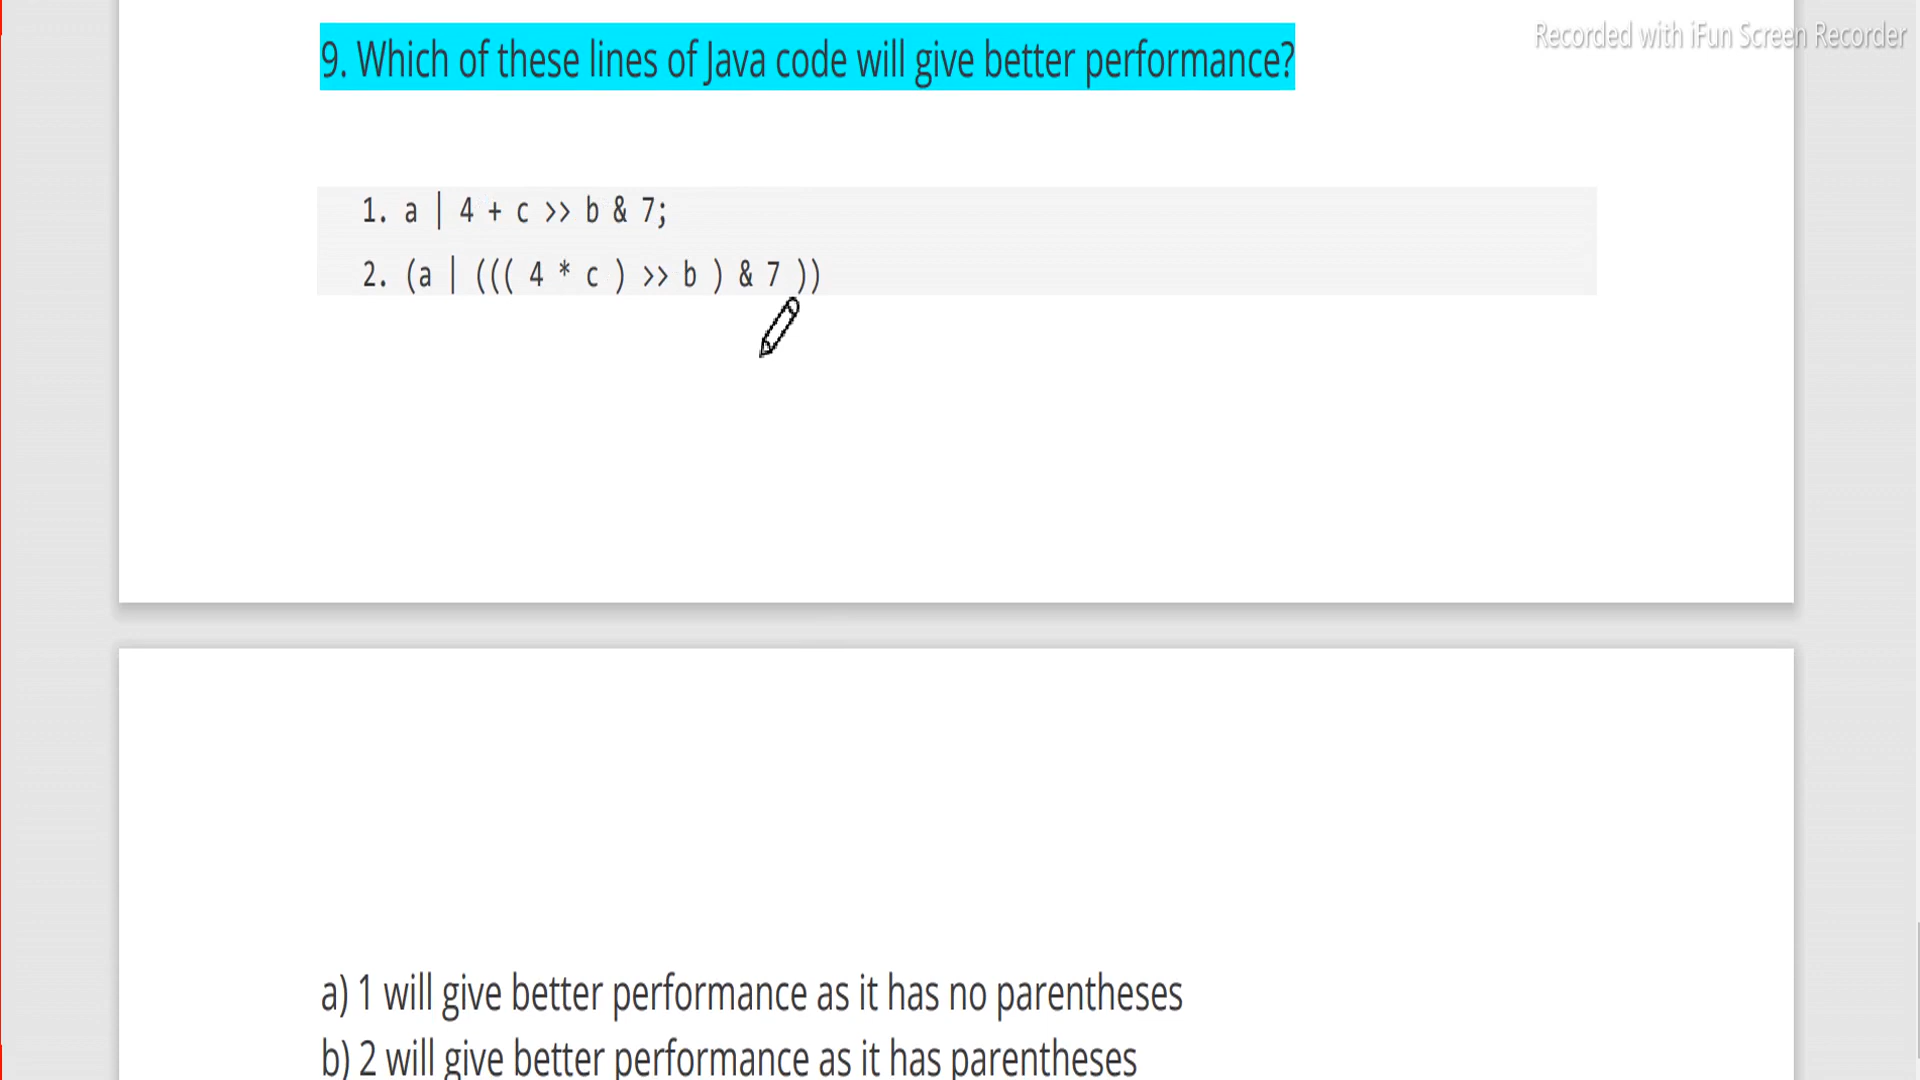 Recorded with iFun Screen Recorder
9. Which of these lines of Java code will give better performance?
1. a | 4 + c >> b & 7;
2. (a | ((( 4 * c ) >> b ) & 7 ))
a) 1 will give better performance as it has no parentheses
b) 2 will give better performance as it has parentheses